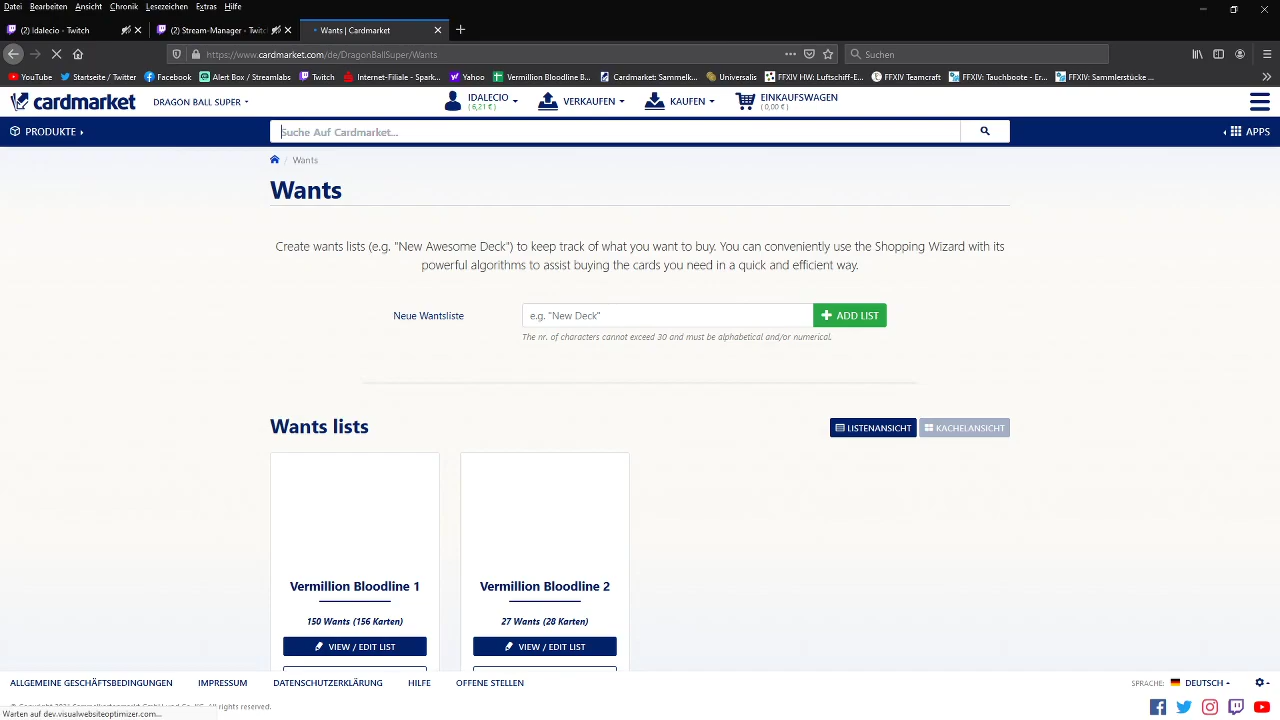 Datei Bearbeiten Ansicht Chronik Lesezeichen Extras Hilfe
Idalecio - Twitch
Stream-Manager - Twitch
Wants | Cardmarket
https://www.cardmarket.com/de/DragonBallSuper/Wants
Suchen
YouTube
Startseite / Twitter
Facebook
Alert Box / Streamlabs
Twitch
Internet-Filiale - Spark...
Yahoo
Vermillion Bloodline B...
Cardmarket: Sammelk...
Universalis
FFXIV HW: Luftschiff-E...
FFXIV Teamcraft
FFXIV: Tauchboote - Er...
FFXIV: Sammlerstücke ...
cardmarket
DRAGON BALL SUPER
IDALECIO
( 6,21 € )
VERKAUFEN
KAUFEN
EINKAUFSWAGEN
( 0,00 € )
PRODUKTE
Suche Auf Cardmarket...
APPS
/ Wants
Wants
Create wants lists (e.g. "New Awesome Deck") to keep track of what you want to buy. You can conveniently use the Shopping Wizard with its
powerful algorithms to assist buying the cards you need in a quick and efficient way.
Neue Wantsliste
e.g. "New Deck"
ADD LIST
The nr. of characters cannot exceed 30 and must be alphabetical and/or numerical.
Wants lists
LISTENANSICHT
KACHELANSICHT
Vermillion Bloodline 1
150 Wants (156 Karten)
VIEW / EDIT LIST
Vermillion Bloodline 2
27 Wants (28 Karten)
VIEW / EDIT LIST
ALLGEMEINE GESCHÄFTSBEDINGUNGEN
IMPRESSUM
DATENSCHUTZERKLÄRUNG
HILFE
OFFENE STELLEN
SPRACHE: DEUTSCH
rights reserved.
Warten auf dev.visualwebsiteoptimizer.com...